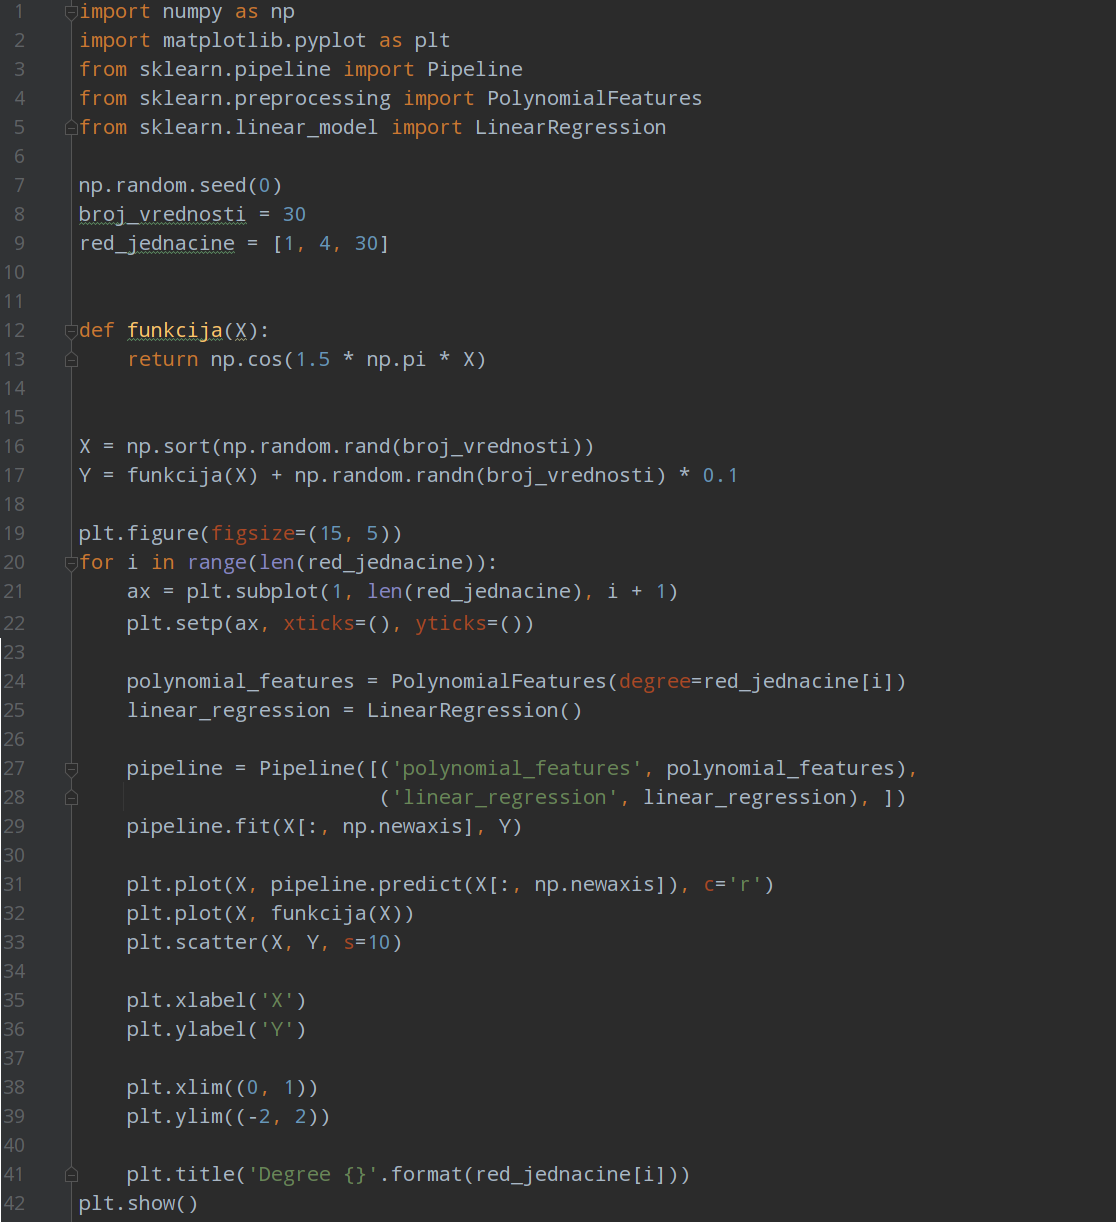 1 import numpy as np
2 import matplotlib.pyplot as plt
3 from sklearn.pipeline import Pipeline
4 from sklearn.preprocessing import PolynomialFeatures
5 from sklearn.linear_model import LinearRegression
6
7 np.random.seed(0)
8 broj_vrednosti = 30
9 red_jednacine = [1, 4, 30]
10
11
12 def funkcija(X):
13     return np.cos(1.5 * np.pi * X)
14
15
16 X = np.sort(np.random.rand(broj_vrednosti))
17 Y = funkcija(X) + np.random.randn(broj_vrednosti) * 0.1
18
19 plt.figure(figsize=(15, 5))
20 for i in range(len(red_jednacine)):
21     ax = plt.subplot(1, len(red_jednacine), i + 1)
22     plt.setp(ax, xticks=(), yticks=())
23
24     polynomial_features = PolynomialFeatures(degree=red_jednacine[i])
25     linear_regression = LinearRegression()
26
27     pipeline = Pipeline([('polynomial_features', polynomial_features),
28                          ('linear_regression', linear_regression), ])
29     pipeline.fit(X[:, np.newaxis], Y)
30
31     plt.plot(X, pipeline.predict(X[:, np.newaxis]), c='r')
32     plt.plot(X, funkcija(X))
33     plt.scatter(X, Y, s=10)
34
35     plt.xlabel('X')
36     plt.ylabel('Y')
37
38     plt.xlim((0, 1))
39     plt.ylim((-2, 2))
40
41     plt.title('Degree {}'.format(red_jednacine[i]))
42 plt.show()